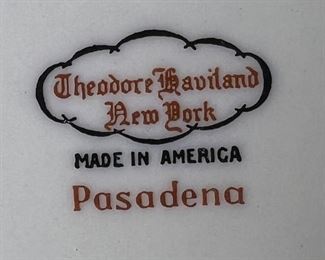 Theodore Haviland
New York
MADE IN AMERICA
Pasadena